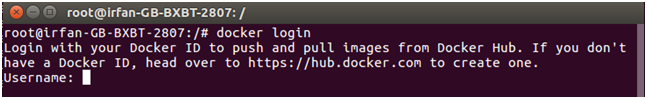 root@irfan-GB-BXBT-2807: /
root@irfan-GB-BXBT-2807:/# docker login
Login with your Docker ID to push and pull images from Docker Hub. If you don't
have a Docker ID, head over to https://hub.docker.com to create one.
Username: